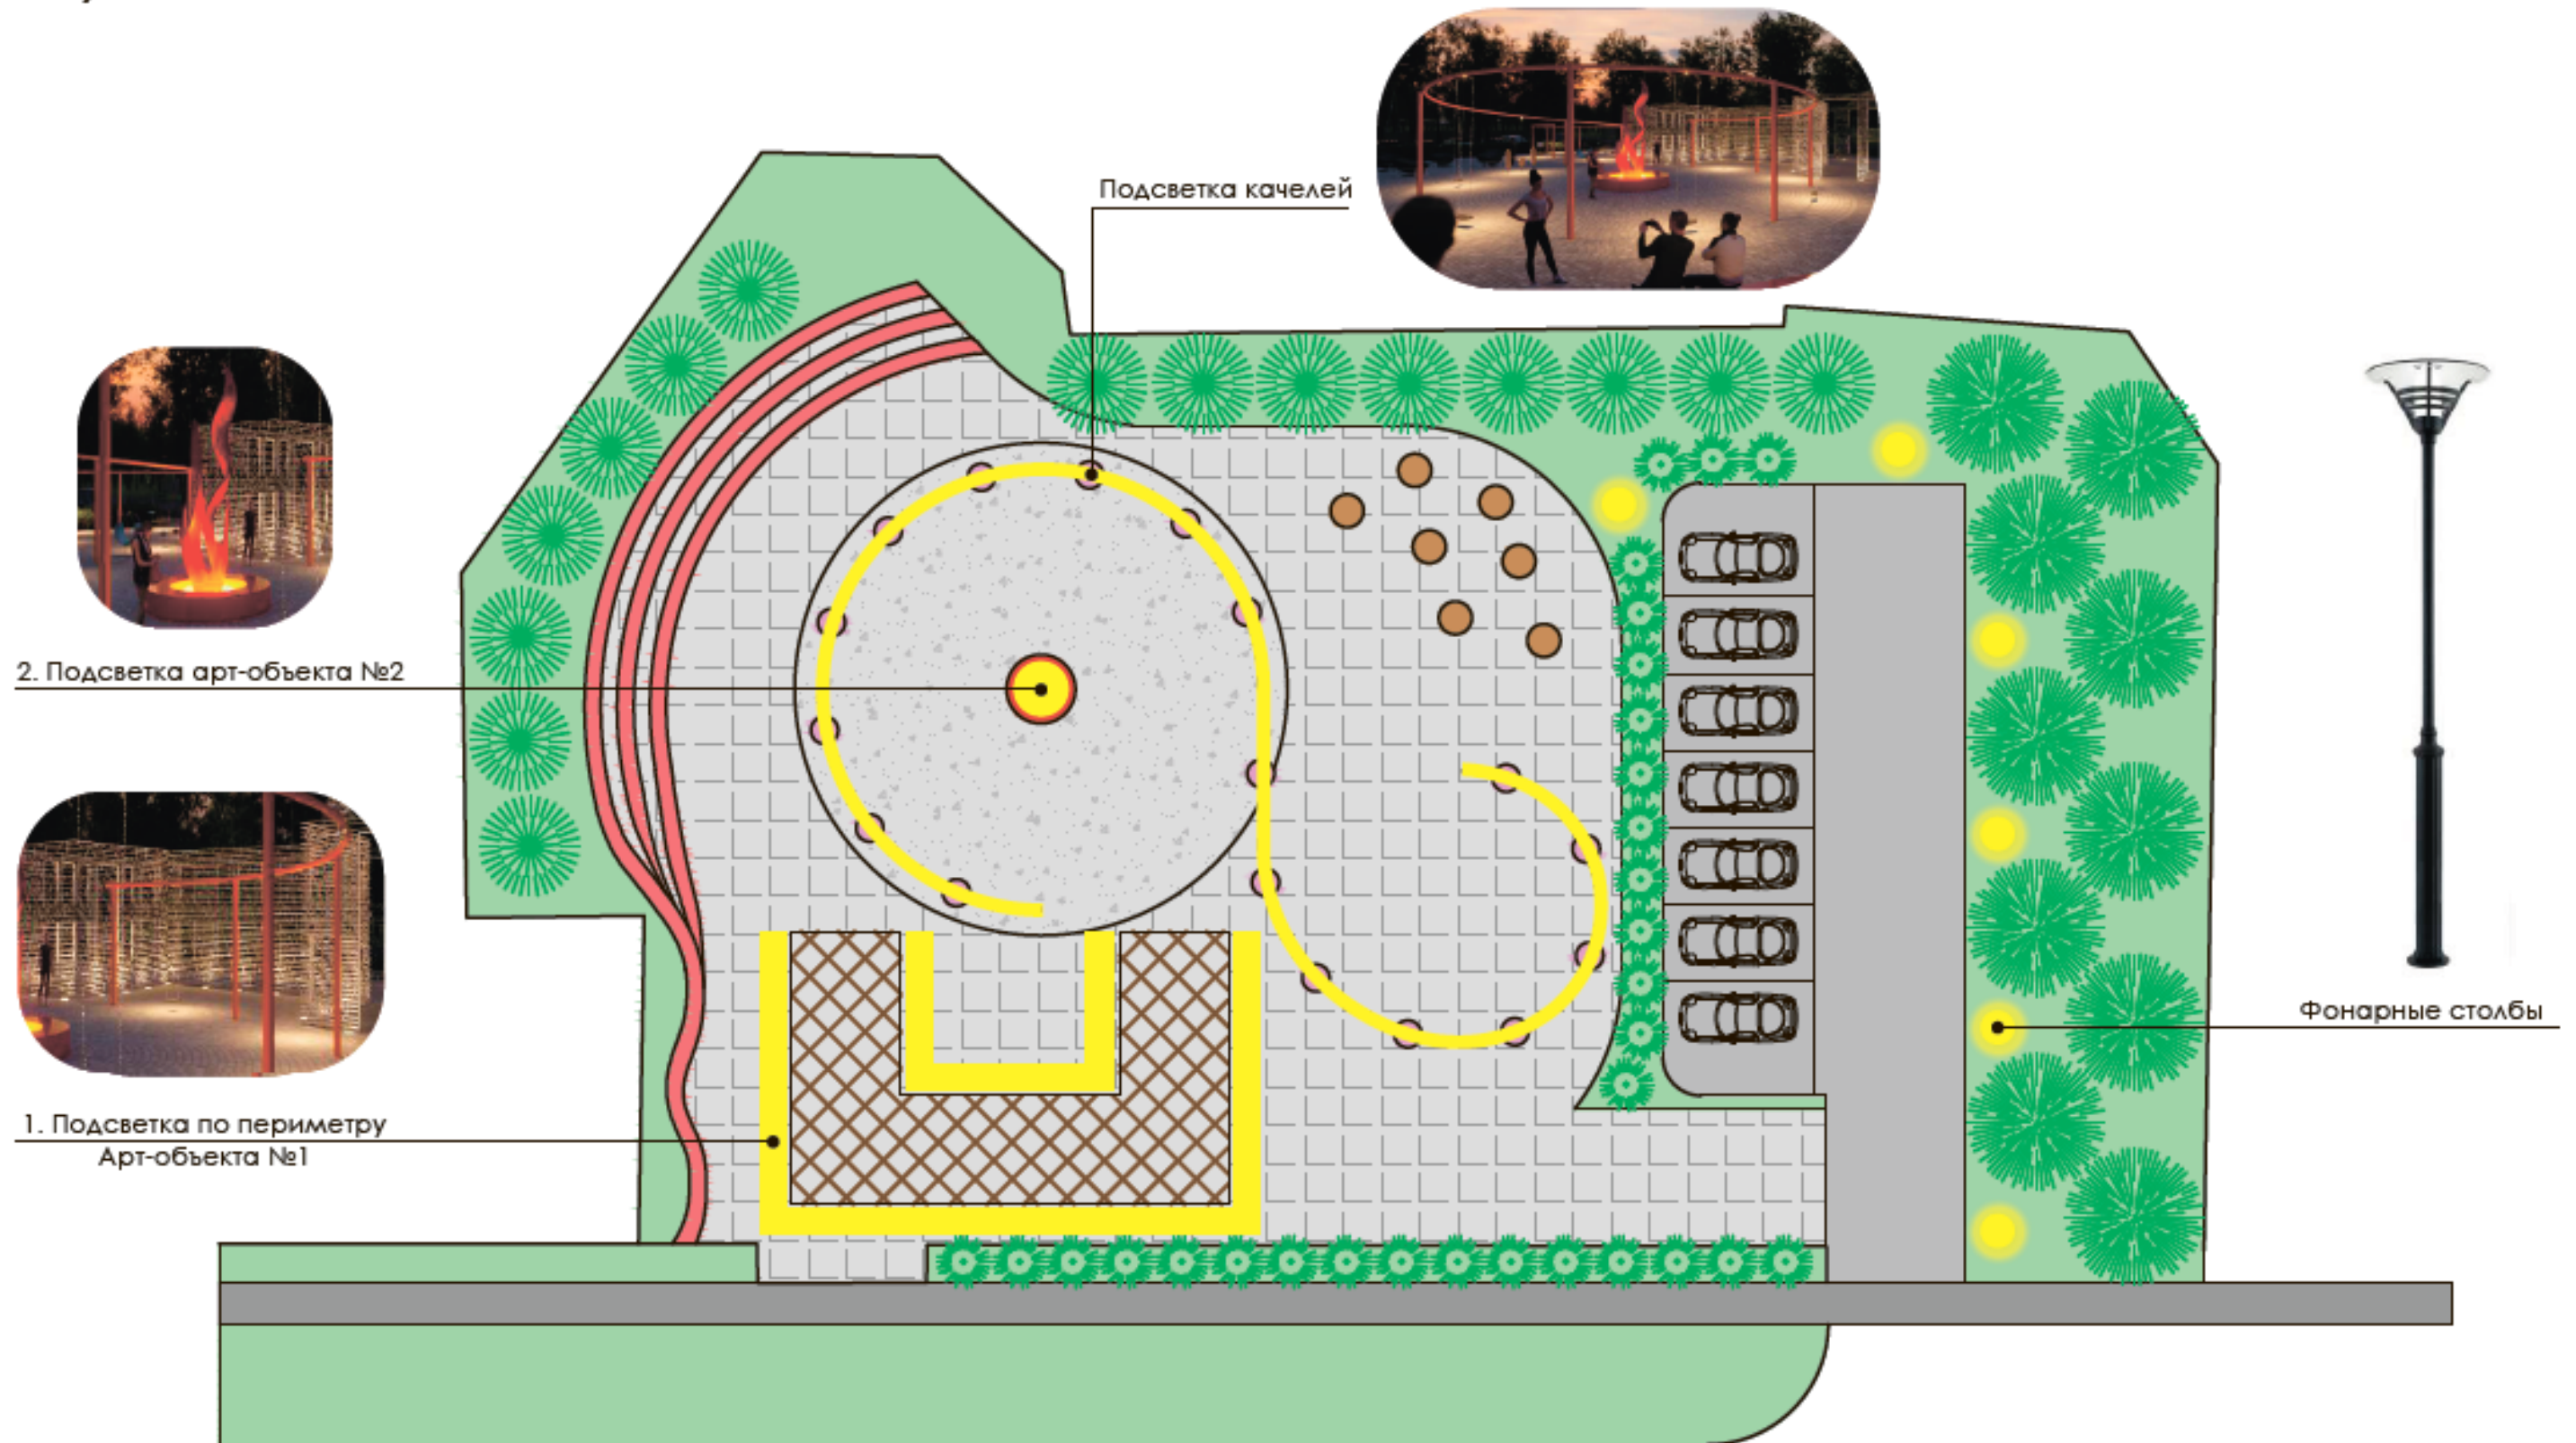 Подсветка качелей
2. Подсветка арт-объекта №2
Фонарные столбы
1. Подсветка по периметру
Арт-объекта №1